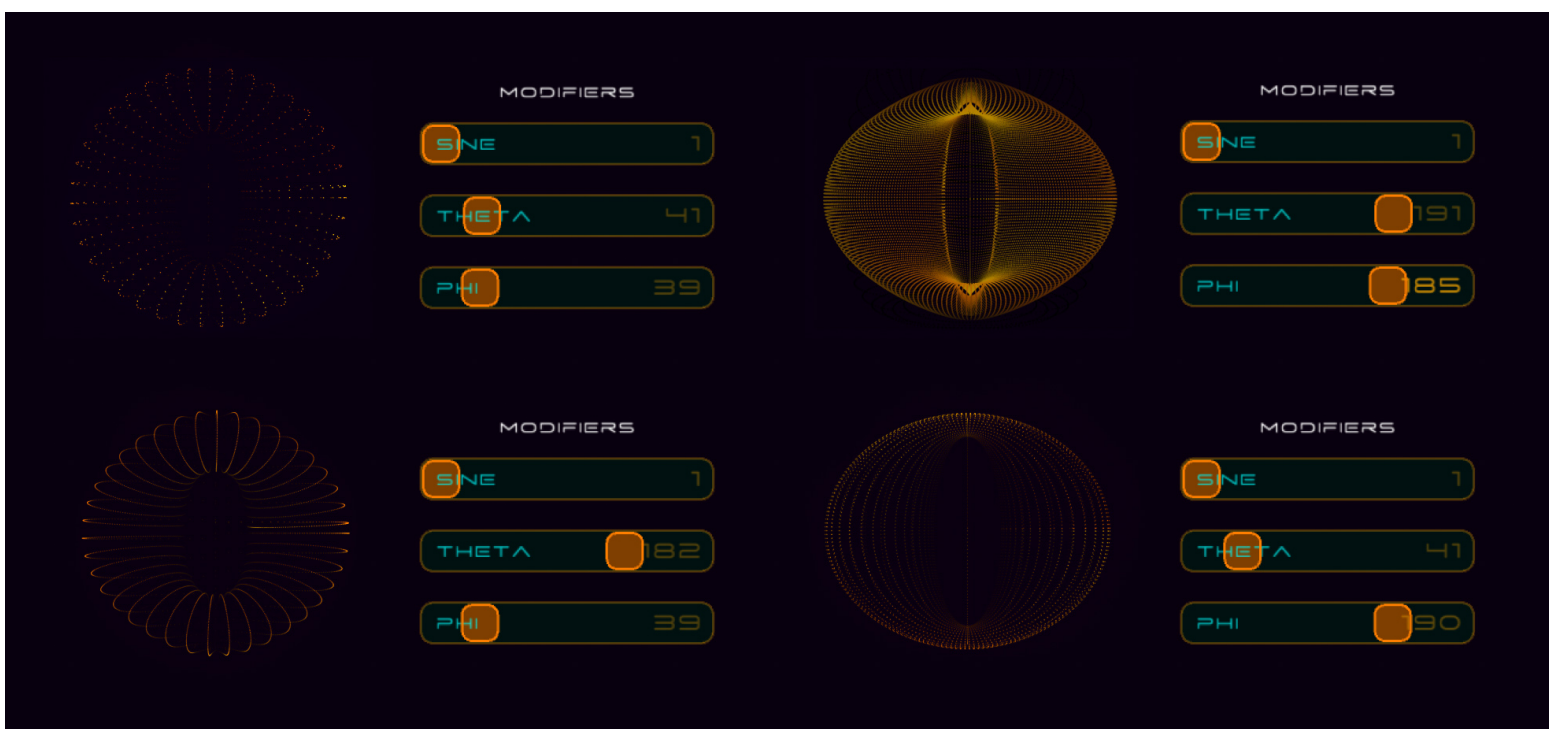 MODIFIERS
SINE 1
THETA 41
PHI 39
MODIFIERS
SINE 1
THETA 191
PHI 185
MODIFIERS
SINE 1
THETA 182
PHI 39
MODIFIERS
SINE 1
THETA 41
PHI 190